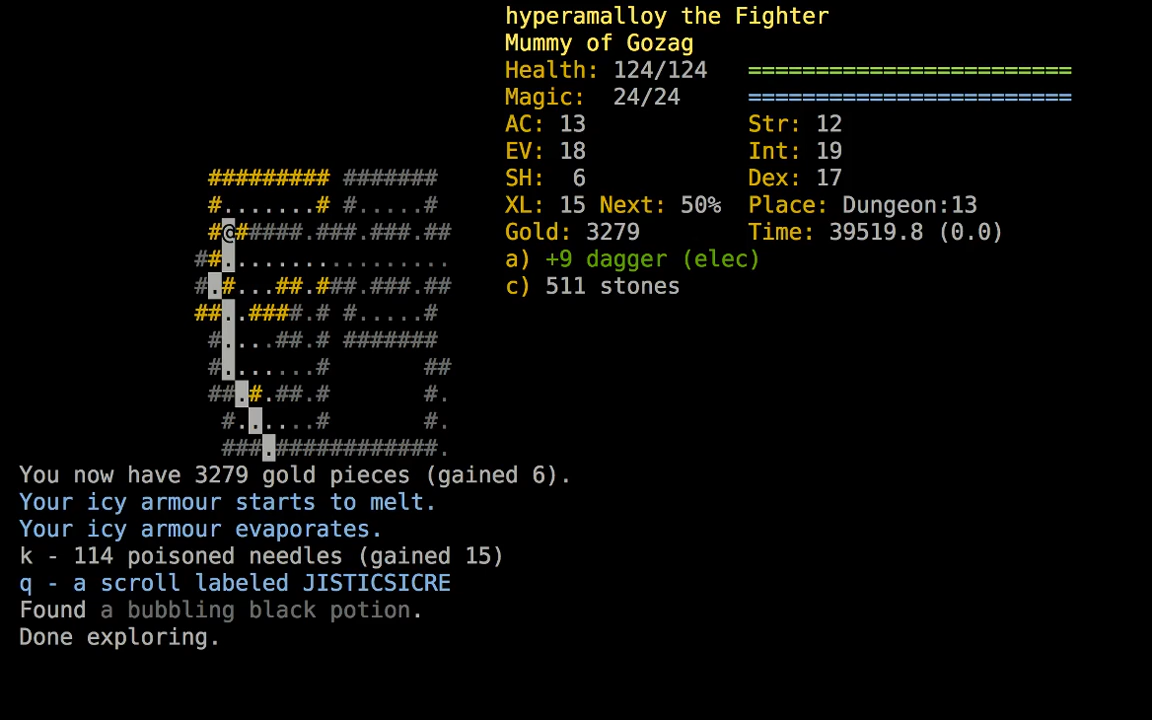 hyperamalloy the Fighter
Mummy of Gozag
Health: 124/124 ========================
Magic: 24/24 ========================
AC: 13 Str: 12
EV: 18 Int: 19
######### ####### SH: 6 Dex: 17
#.......# #.....# XL: 15 Next: 50% Place: Dungeon:13
#@#####.###.###.## Gold: 3279 Time: 39519.8 (0.0)
##................ a) +9 dagger (elec)
#.#...##.###.###.## c) 511 stones
##..###.# #.....#
#....##.# #######
#.......# ##
##.#.##.# #.
#......# #.
###.############.
You now have 3279 gold pieces (gained 6).
Your icy armour starts to melt.
Your icy armour evaporates.
k - 114 poisoned needles (gained 15)
q - a scroll labeled JISTICSICRE
Found a bubbling black potion.
Done exploring.